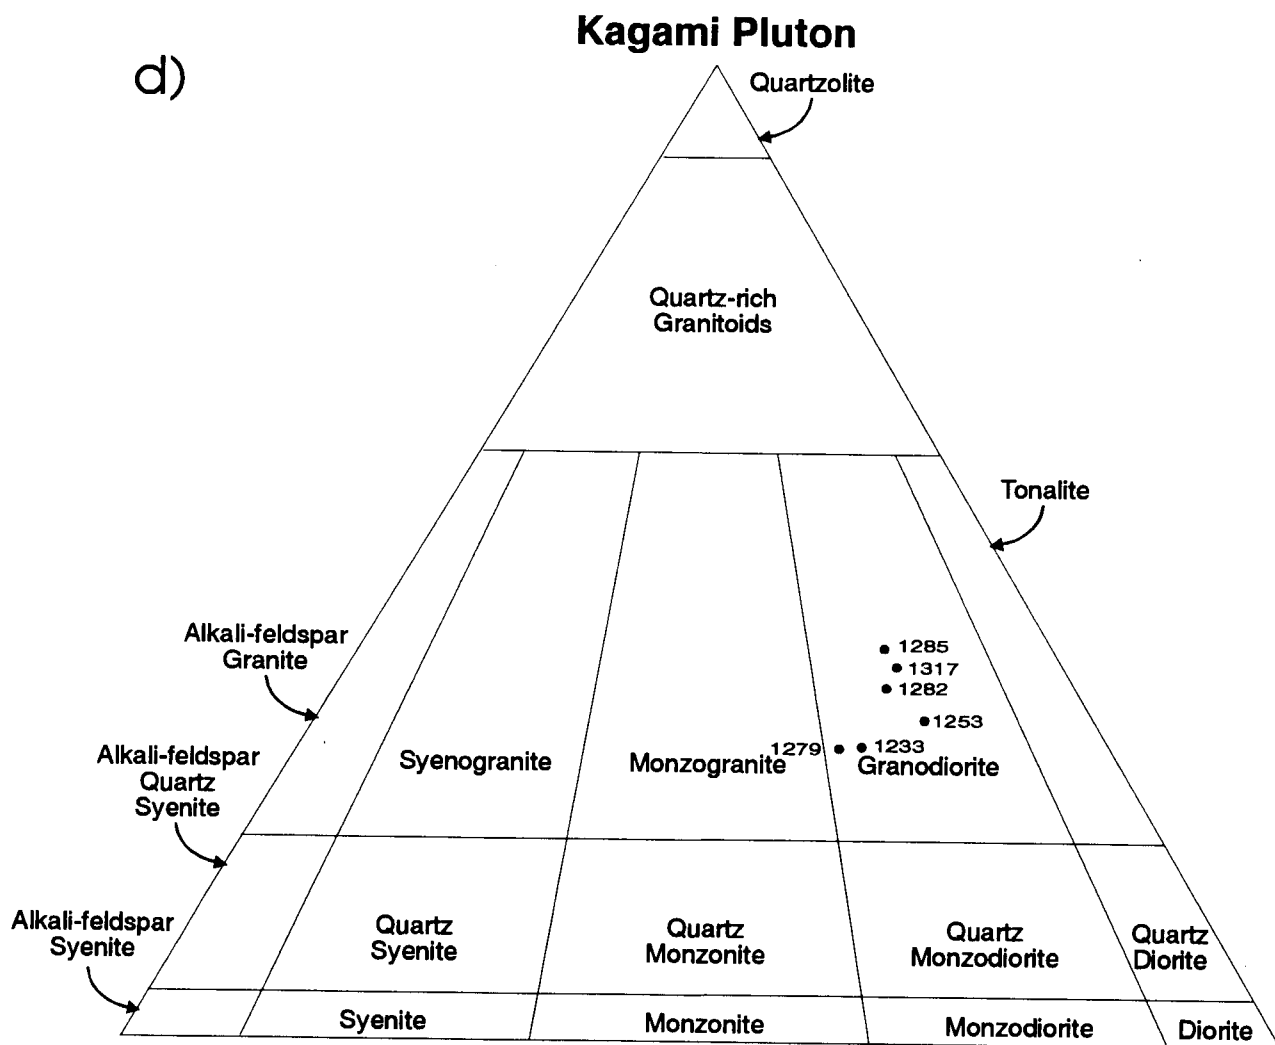 Kagami Pluton
d)
Quartzolite
Quartz-rich
Granitoids
Tonalite
Alkali-feldspar
Granite
1285
1317
1282
1253
1279
1233
Alkali-feldspar
Quartz
Syenite
Syenogranite
Monzogranite
Granodiorite
Alkali-feldspar
Syenite
Quartz
Syenite
Quartz
Monzonite
Quartz
Monzodiorite
Quartz
Diorite
Syenite
Monzonite
Monzodiorite
Diorite